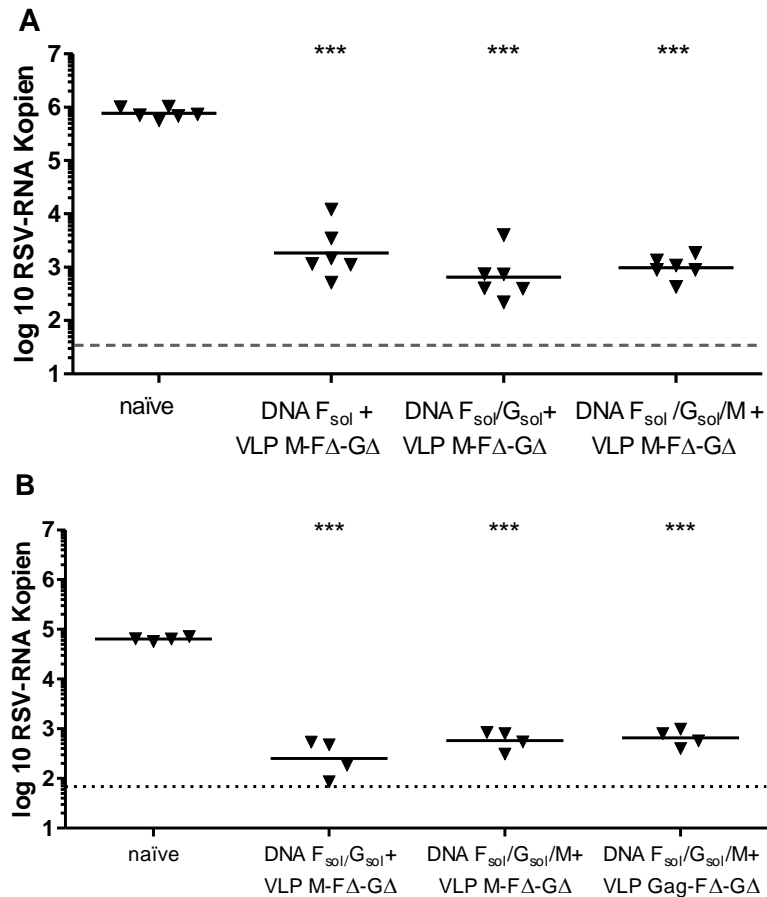 A
*** *** ***
7
6
5
4
3
2
1
log 10 RSV-RNA Kopien
naïve
DNA Fsol + DNA Fsol/Gsol+ DNA Fsol /Gsol/M +
VLP M-FΔ-GΔ VLP M-FΔ-GΔ VLP M-FΔ-GΔ
B
*** *** ***
7
6
5
4
3
2
1
log 10 RSV-RNA Kopien
naïve
DNA Fsol/Gsol+ DNA Fsol/Gsol/M+ DNA Fsol/Gsol/M+
VLP M-FΔ-GΔ VLP M-FΔ-GΔ VLP Gag-FΔ-GΔ